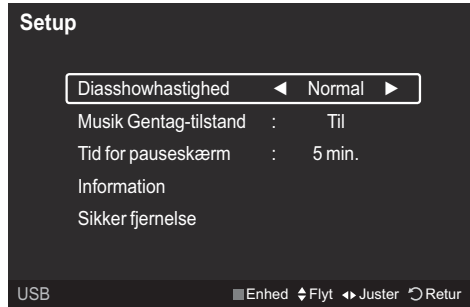 Setup
Diasshowhastighed ◀ Normal ▶
Musik Gentag-tilstand : Til
Tid for pauseskærm : 5 min.
Information
Sikker fjernelse
USB Enhed Flyt Juster Retur